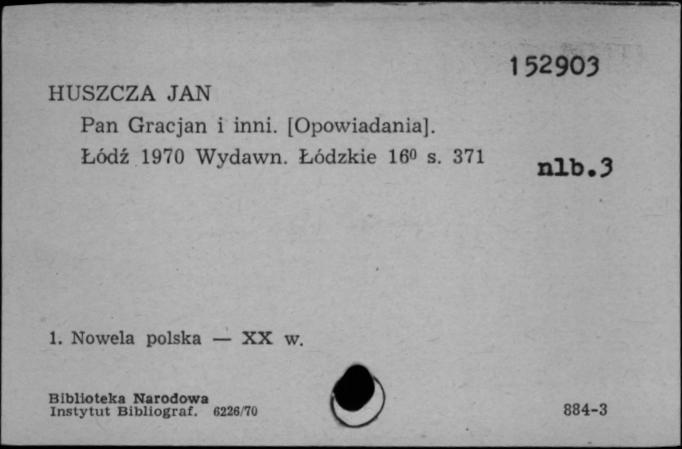 152903
HUSZCZA JAN
Pan Gracjan i inni. [Opowiadania].
Łódź 1970 Wydawn. Łódzkie 16⁰ s. 371
nlb.3
1. Nowela polska — XX w.
Biblioteka Narodowa
Instytut Bibliograf. 6226/70
884-3